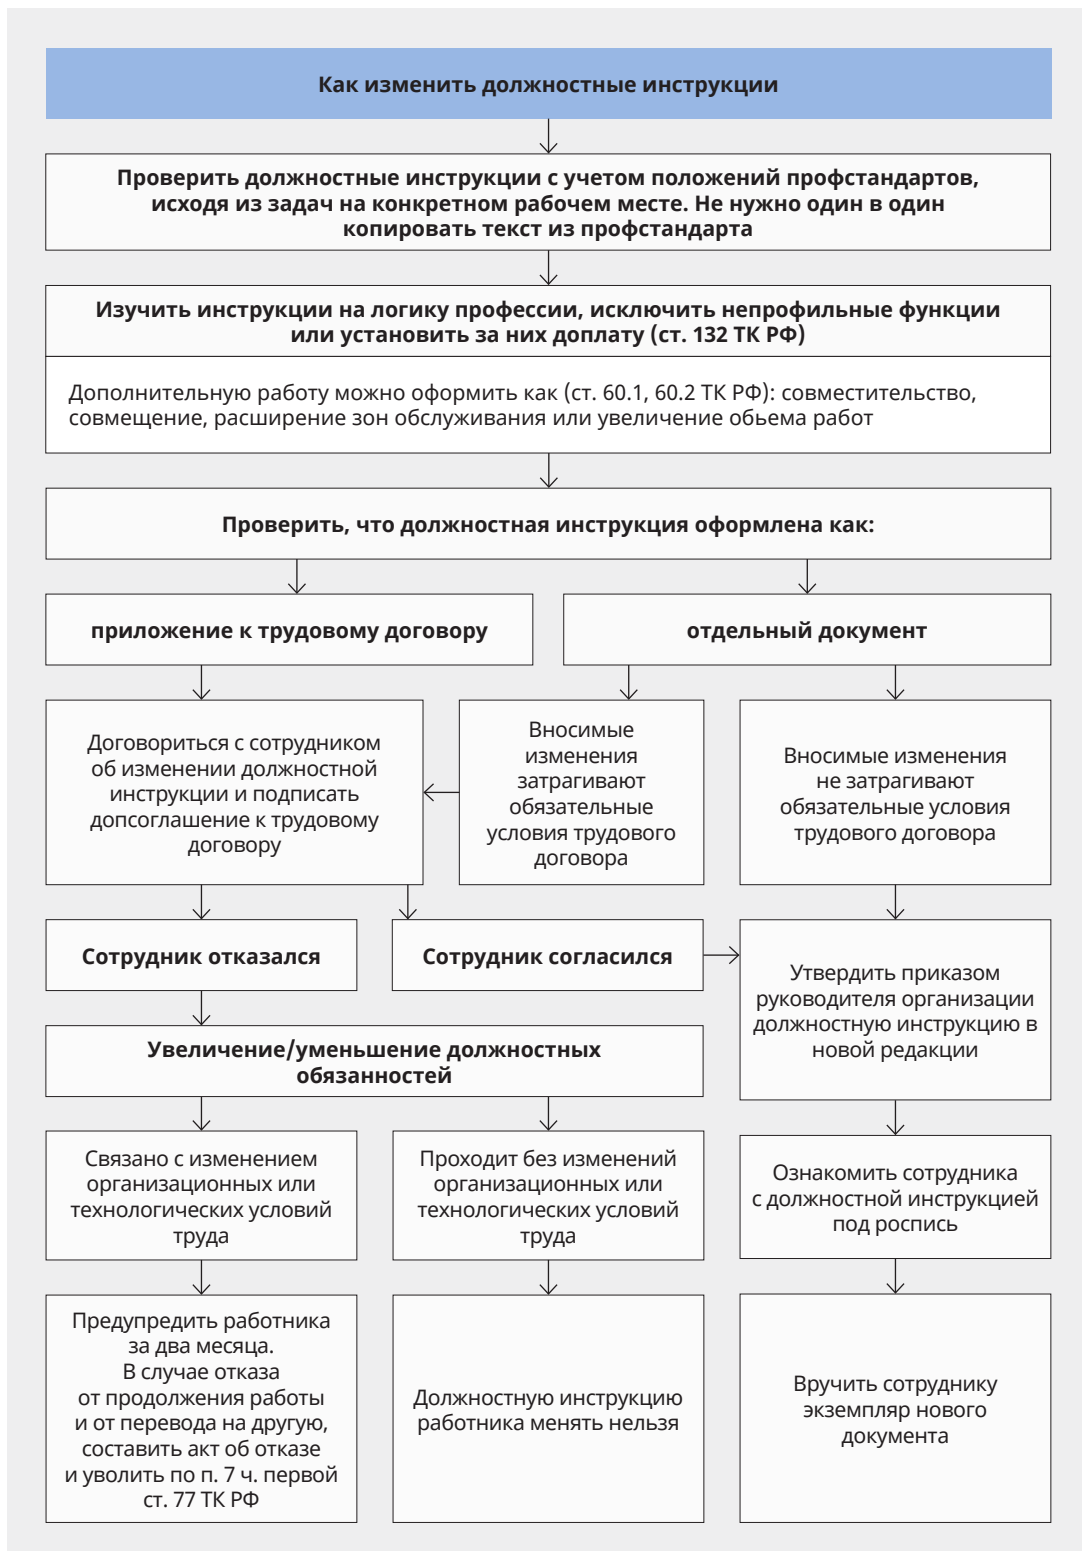 Как изменить должностные инструкции
Проверить должностные инструкции с учетом положений профстандартов,
исходя из задач на конкретном рабочем месте. Не нужно один в один
копировать текст из профстандарта
Изучить инструкции на логику профессии, исключить непрофильные функции
или установить за них доплату (ст. 132 ТК РФ)
Дополнительную работу можно оформить как (ст. 60.1, 60.2 ТК РФ): совместительство,
совмещение, расширение зон обслуживания или увеличение обьема работ
Проверить, что должностная инструкция оформлена как:
приложение к трудовому договору
отдельный документ
Договориться с сотрудником
об изменении должностной
инструкции и подписать
допсоглашение к трудовому
договору
Вносимые
изменения
затрагивают
обязательные
условия трудового
договора
Вносимые изменения
не затрагивают
обязательные условия
трудового договора
Сотрудник отказался
Сотрудник согласился
Утвердить приказом
руководителя организации
должностную инструкцию в
новой редакции
Увеличение/уменьшение должностных
обязанностей
Связано с изменением
организационных или
технологических условий
труда
Проходит без изменений
организационных или
технологических условий
труда
Ознакомить сотрудника
с должностной инструкцией
под роспись
Предупредить работника
за два месяца.
В случае отказа
от продолжения работы
и от перевода на другую,
составить акт об отказе
и уволить по п. 7 ч. первой
ст. 77 ТК РФ
Должностную инструкцию
работника менять нельзя
Вручить сотруднику
экземпляр нового
документа